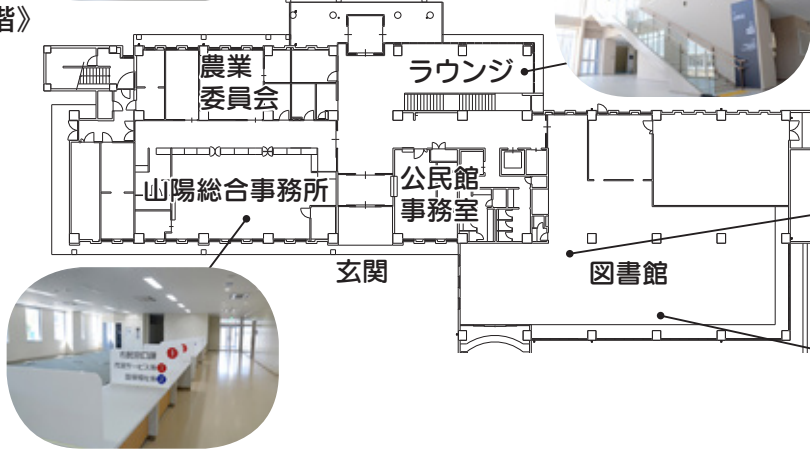 階》
農業
委員会
ラウンジ
山陽総合事務所
公民館
事務室
玄関
図書館